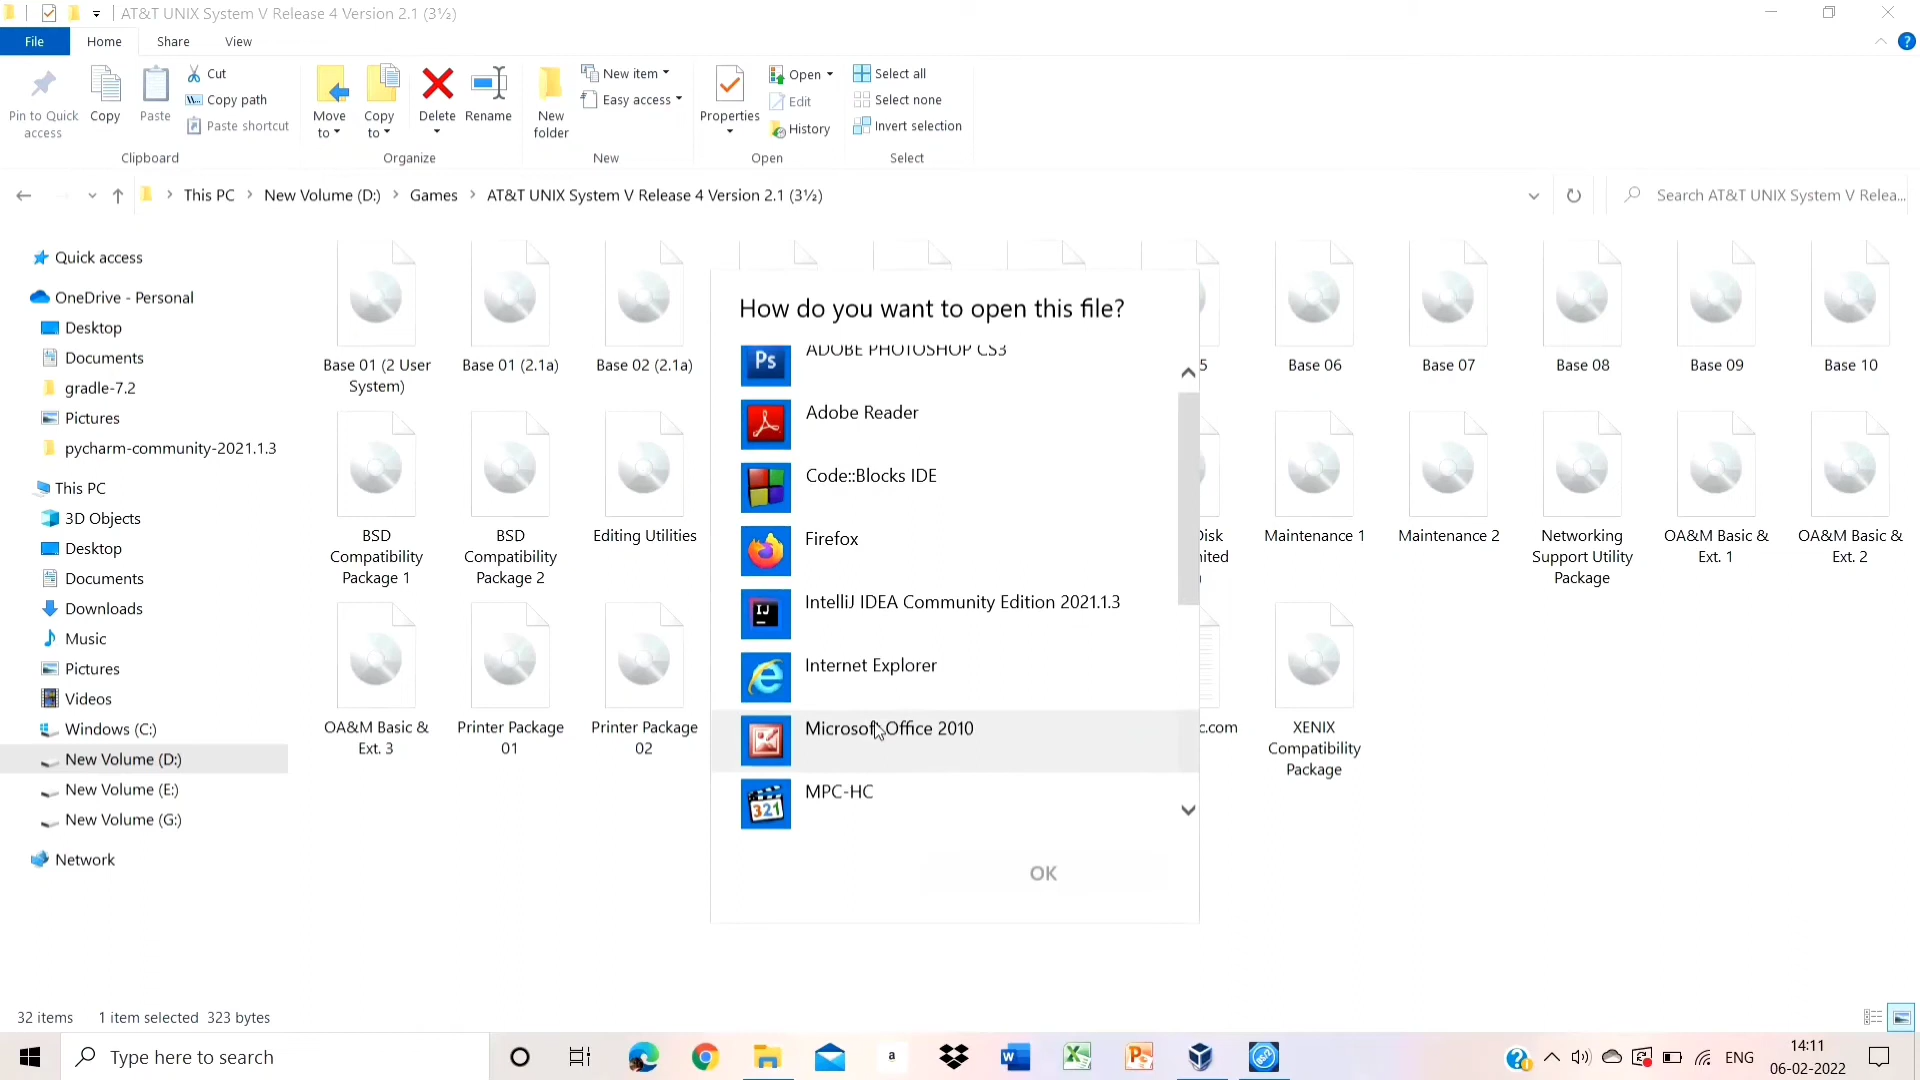 AT&T UNIX System V Release 4 Version 2.1 (3½)
File Home Share View
Pin to Quick access
Copy
Paste
Cut
Copy path
Paste shortcut
Clipboard
Move to
Copy to
Delete
Rename
Organize
New folder
New item
Easy access
New
Properties
Open
Edit
History
Open
Select all
Select none
Invert selection
Select
This PC > New Volume (D:) > Games > AT&T UNIX System V Release 4 Version 2.1 (3½)
Search AT&T UNIX System V Relea...
Quick access
OneDrive - Personal
Desktop
Documents
gradle-7.2
Pictures
pycharm-community-2021.1.3
This PC
3D Objects
Desktop
Documents
Downloads
Music
Pictures
Videos
Windows (C:)
New Volume (D:)
New Volume (E:)
New Volume (G:)
Network
Base 01 (2 User
System)
Base 01 (2.1a)
Base 02 (2.1a)
5
Base 06
Base 07
Base 08
Base 09
Base 10
BSD
Compatibility
Package 1
BSD
Compatibility
Package 2
Editing Utilities
Maintenance 1
Maintenance 2
Networking
Support Utility
Package
OA&M Basic &
Ext. 1
OA&M Basic &
Ext. 2
OA&M Basic &
Ext. 3
Printer Package
01
Printer Package
02
c.com
XENIX
Compatibility
Package
How do you want to open this file?
Ps
ADOBE PHOTOSHOP CS3
Adobe Reader
Code::Blocks IDE
Firefox
IJ
IntelliJ IDEA Community Edition 2021.1.3
Internet Explorer
Microsoft Office 2010
321
MPC-HC
OK
32 items 1 item selected 323 bytes
Type here to search
a
ENG
14:11
06-02-2022